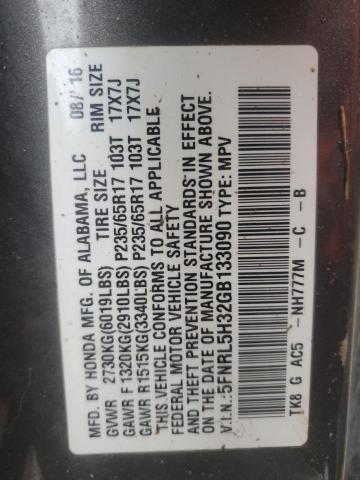 MFD. BY HONDA MFG. OF ALABAMA, LLC 08/ 16
GVWR 2730KG(6019LBS) TIRE SIZE RIM SIZE
GAWR F 1320KG(2910LBS) P235/65R17 103T 17X7J
GAWR R 1515KG(3340LBS) P235/65R17 103T 17X7J
THIS VEHICLE CONFORMS TO ALL APPLICABLE
FEDERAL MOTOR VEHICLE SAFETY
AND THEFT PREVENTION STANDARDS IN EFFECT
ON THE DATE OF MANUFACTURE SHOWN ABOVE.
V.I.N.: 5FNRL5H32GB133090 TYPE: MPV
TK8 G AC5 - NH777M - C - B